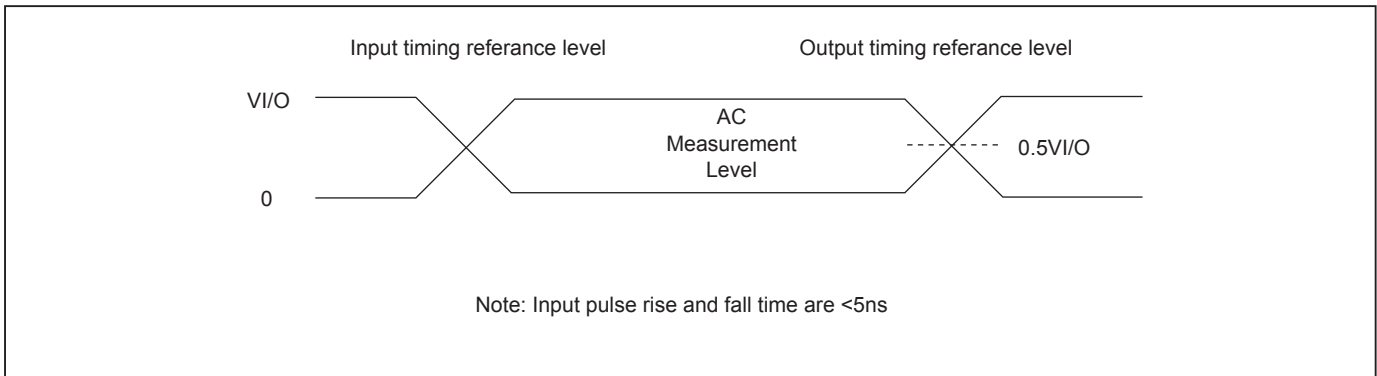 Input timing referance level
Output timing referance level
VI/O
AC
Measurement
Level
0.5VI/O
0
Note: Input pulse rise and fall time are <5ns